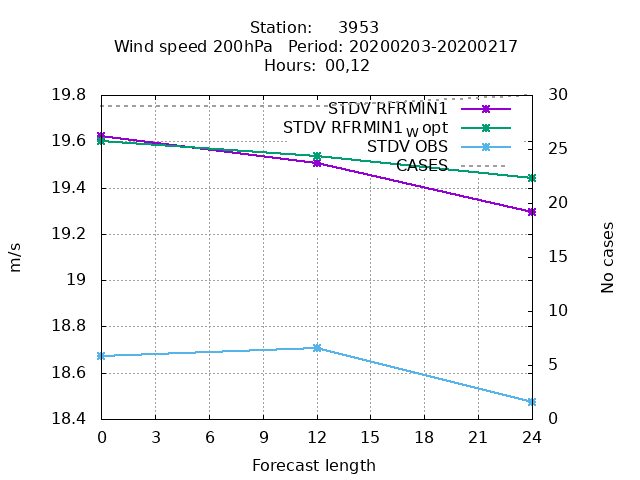 Station: 3953
Wind speed 200hPa Period: 20200203-20200217
Hours: 00,12
19.8
19.6
19.4
19.2
19
18.8
18.6
18.4
m/s
STDV RFRMIN1
STDV RFRMIN1wopt
STDV OBS
CASES
30
25
20
15
10
5
0
No cases
0 3 6 9 12 15 18 21 24
Forecast length